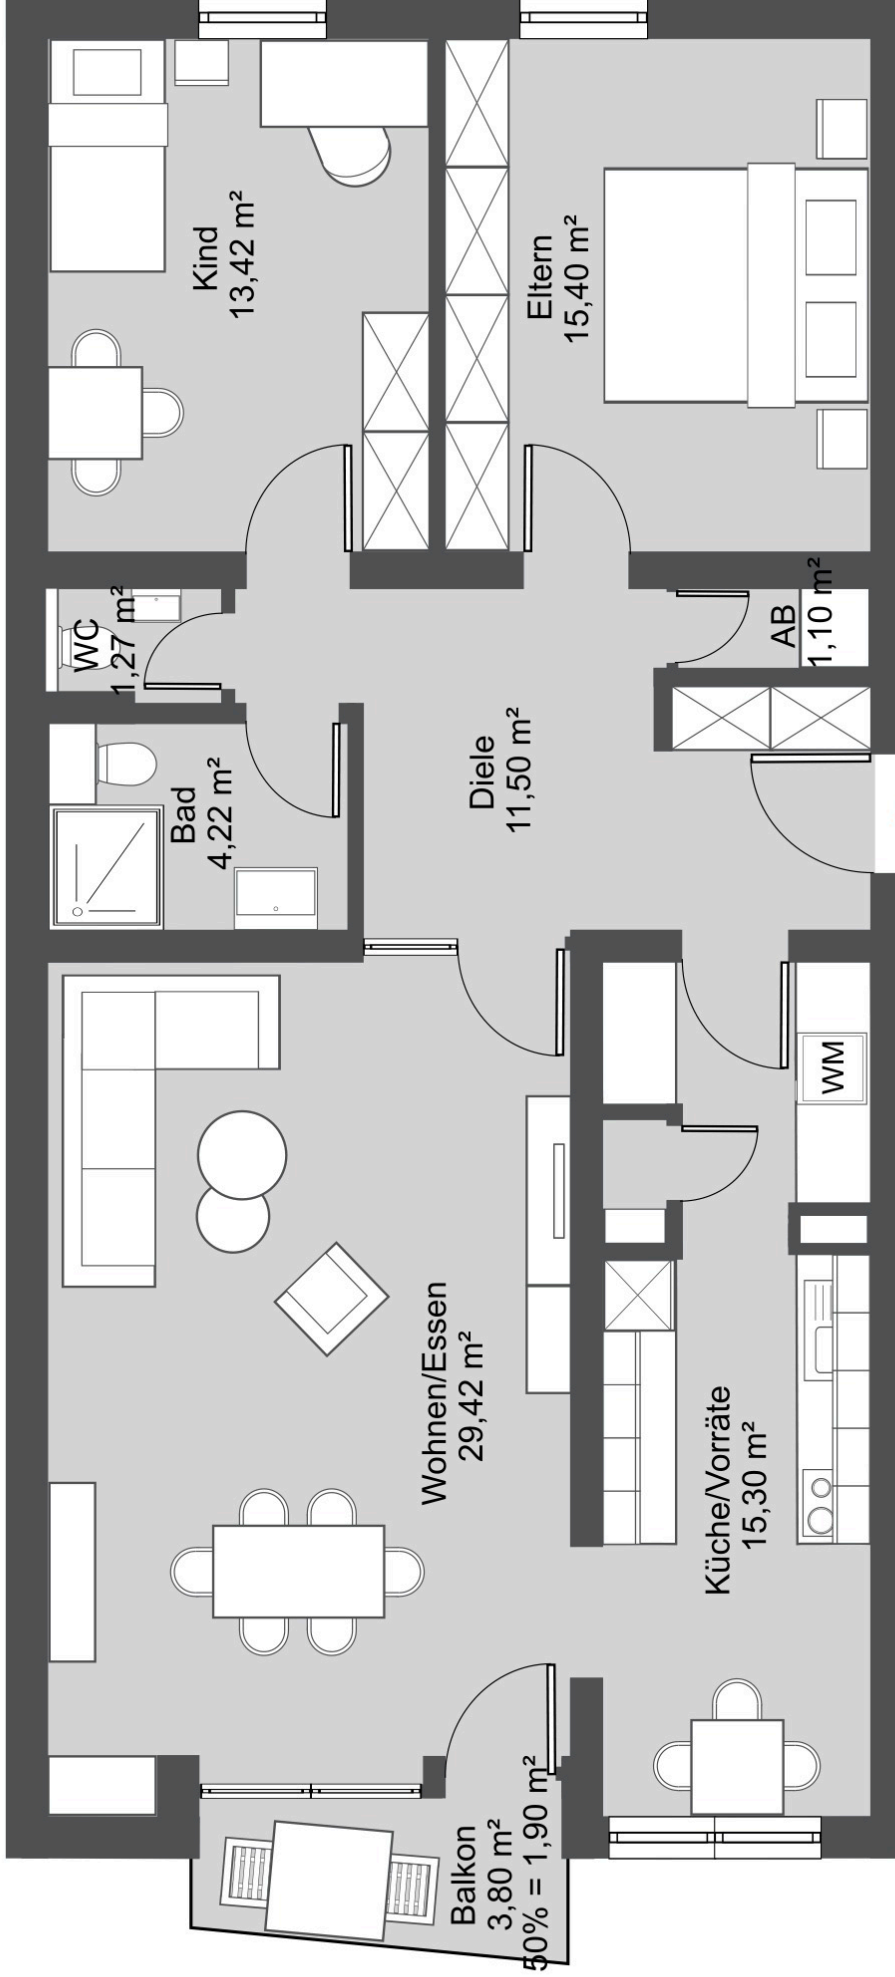 Kind
13,42 m²
Eltern
15,40 m²
WC
1,27 m²
AB
1,10 m²
Diele
11,50 m²
Bad
4,22 m²
WM
Wohnen/Essen
29,42 m²
Küche/Vorräte
15,30 m²
Balkon
3,80 m²
50% = 1,90 m²